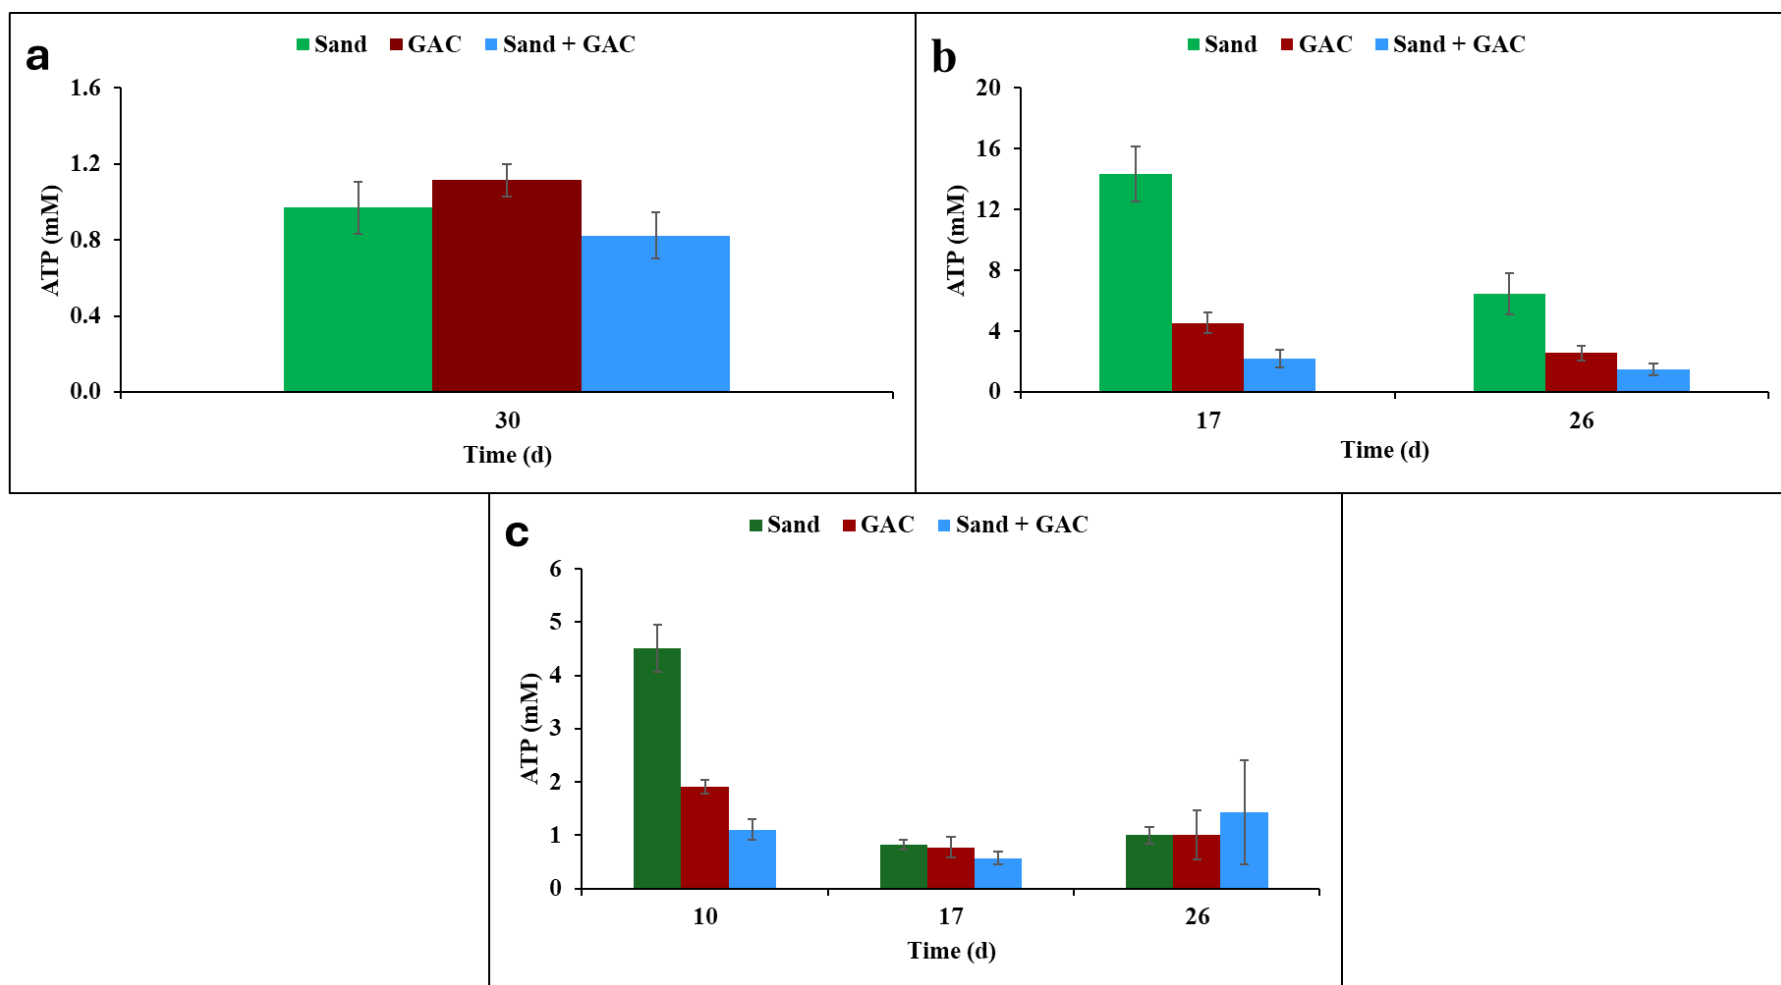 a
Sand GAC Sand + GAC
1.6
1.2
0.8
0.4
0.0
ATP (mM)
30
Time (d)
b
Sand GAC Sand + GAC
20
16
12
8
4
0
ATP (mM)
17 26
Time (d)
c
Sand GAC Sand + GAC
6
5
4
3
2
1
0
ATP (mM)
10 17 26
Time (d)